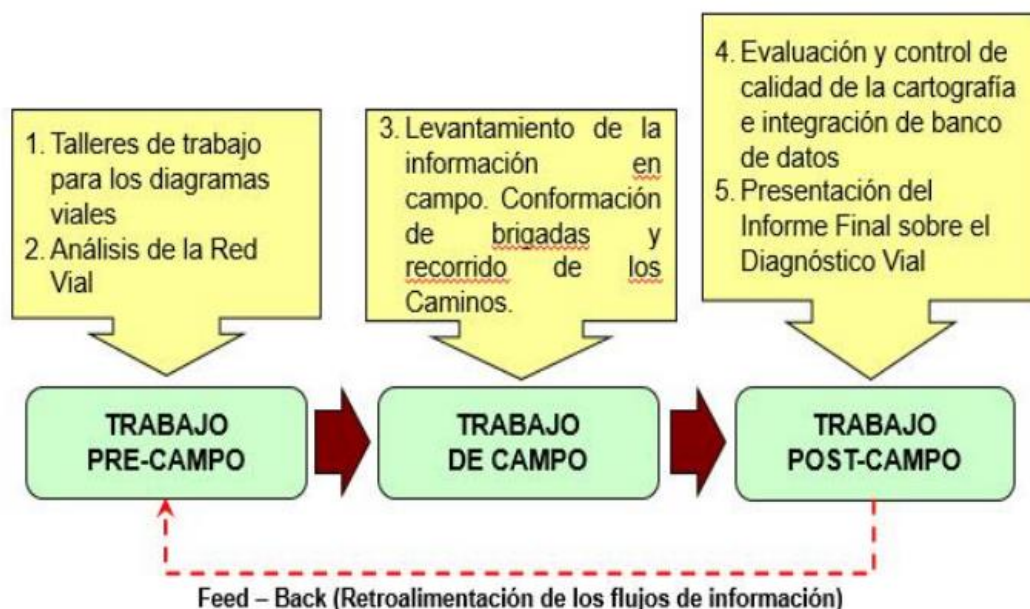 1. Talleres de trabajo
para los diagramas
viales
2. Análisis de la Red
Vial
3. Levantamiento de la
información en
campo. Conformación
de brigadas y
recorrido de los
Caminos.
4. Evaluación y control de
calidad de la cartografía
e integración de banco
de datos
5. Presentación del
Informe Final sobre el
Diagnóstico Vial
TRABAJO
PRE-CAMPO
TRABAJO
DE CAMPO
TRABAJO
POST-CAMPO
Feed – Back (Retroalimentación de los flujos de información)